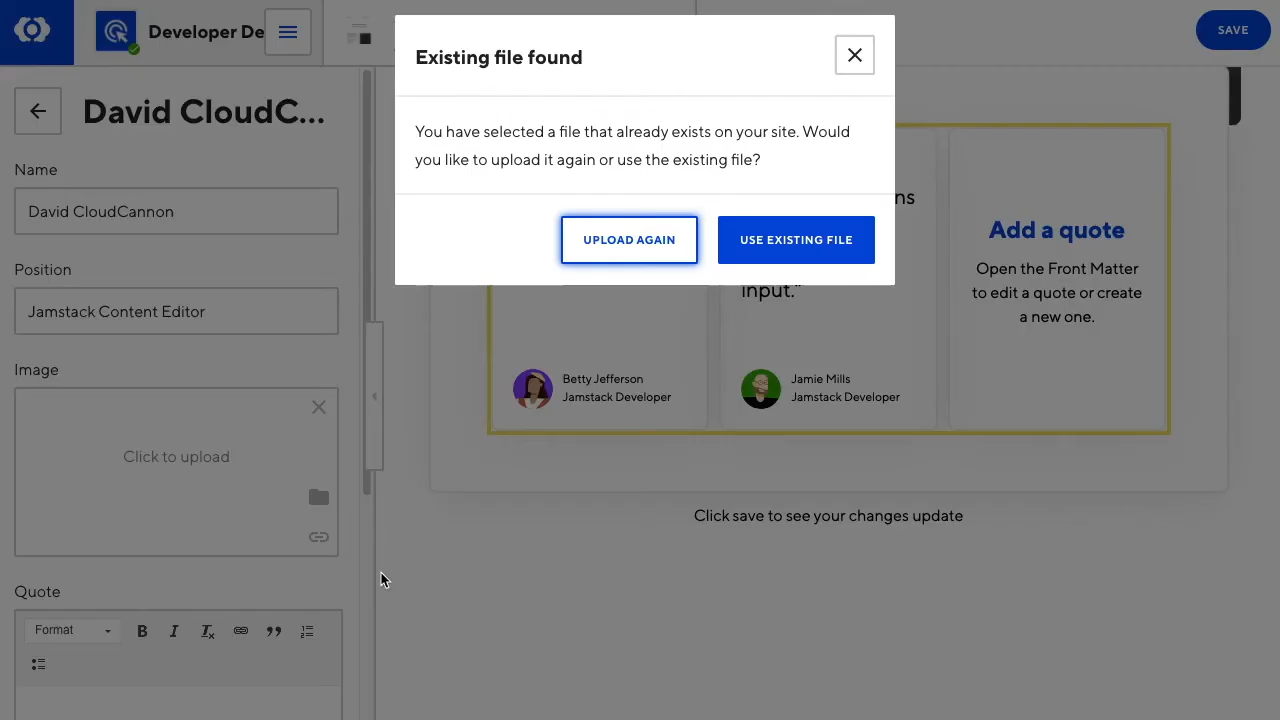 Developer De
SAVE
Existing file found
You have selected a file that already exists on your site. Would
you like to upload it again or use the existing file?
UPLOAD AGAIN
USE EXISTING FILE
David CloudC...
Name
David CloudCannon
Position
Jamstack Content Editor
Image
Click to upload
Quote
Format
B I Tx
ns
input."
Betty Jefferson
Jamstack Developer
Jamie Mills
Jamstack Developer
Add a quote
Open the Front Matter
to edit a quote or create
a new one.
Click save to see your changes update